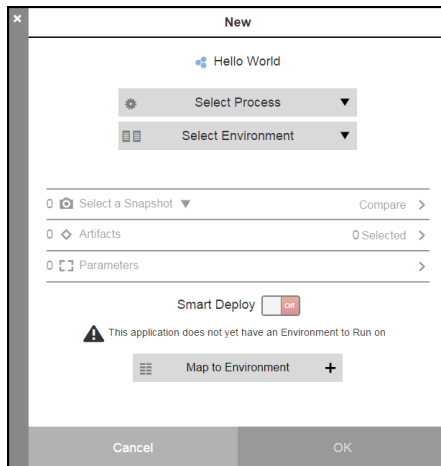 ×
New
Hello World
Select Process ▼
Select Environment ▼
0 Select a Snapshot ▼ Compare >
0 Artifacts 0 Selected >
0 Parameters >
Smart Deploy Off
This application does not yet have an Environment to Run on
Map to Environment +
Cancel OK